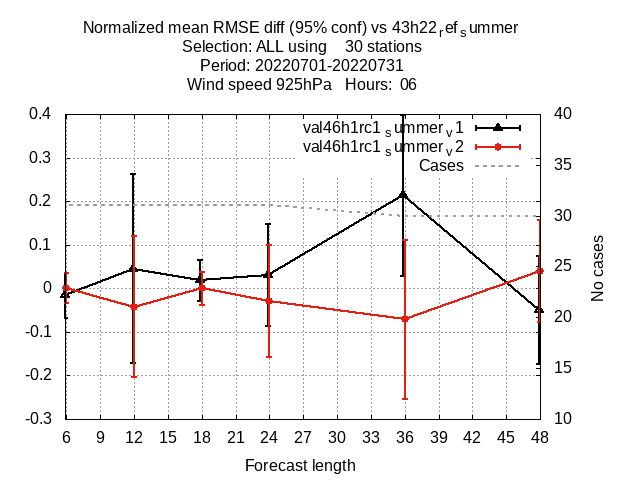 Normalized mean RMSE diff (95% conf) vs 43h22refsummer
Selection: ALL using    30 stations
Period: 20220701-20220731
Wind speed 925hPa   Hours:  06
val46h1rc1summerv1
val46h1rc1summerv2
Cases
0.4
0.3
0.2
0.1
0
-0.1
-0.2
-0.3
40
35
30
25
20
15
10
No cases
6 9 12 15 18 21 24 27 30 33 36 39 42 45 48
Forecast length